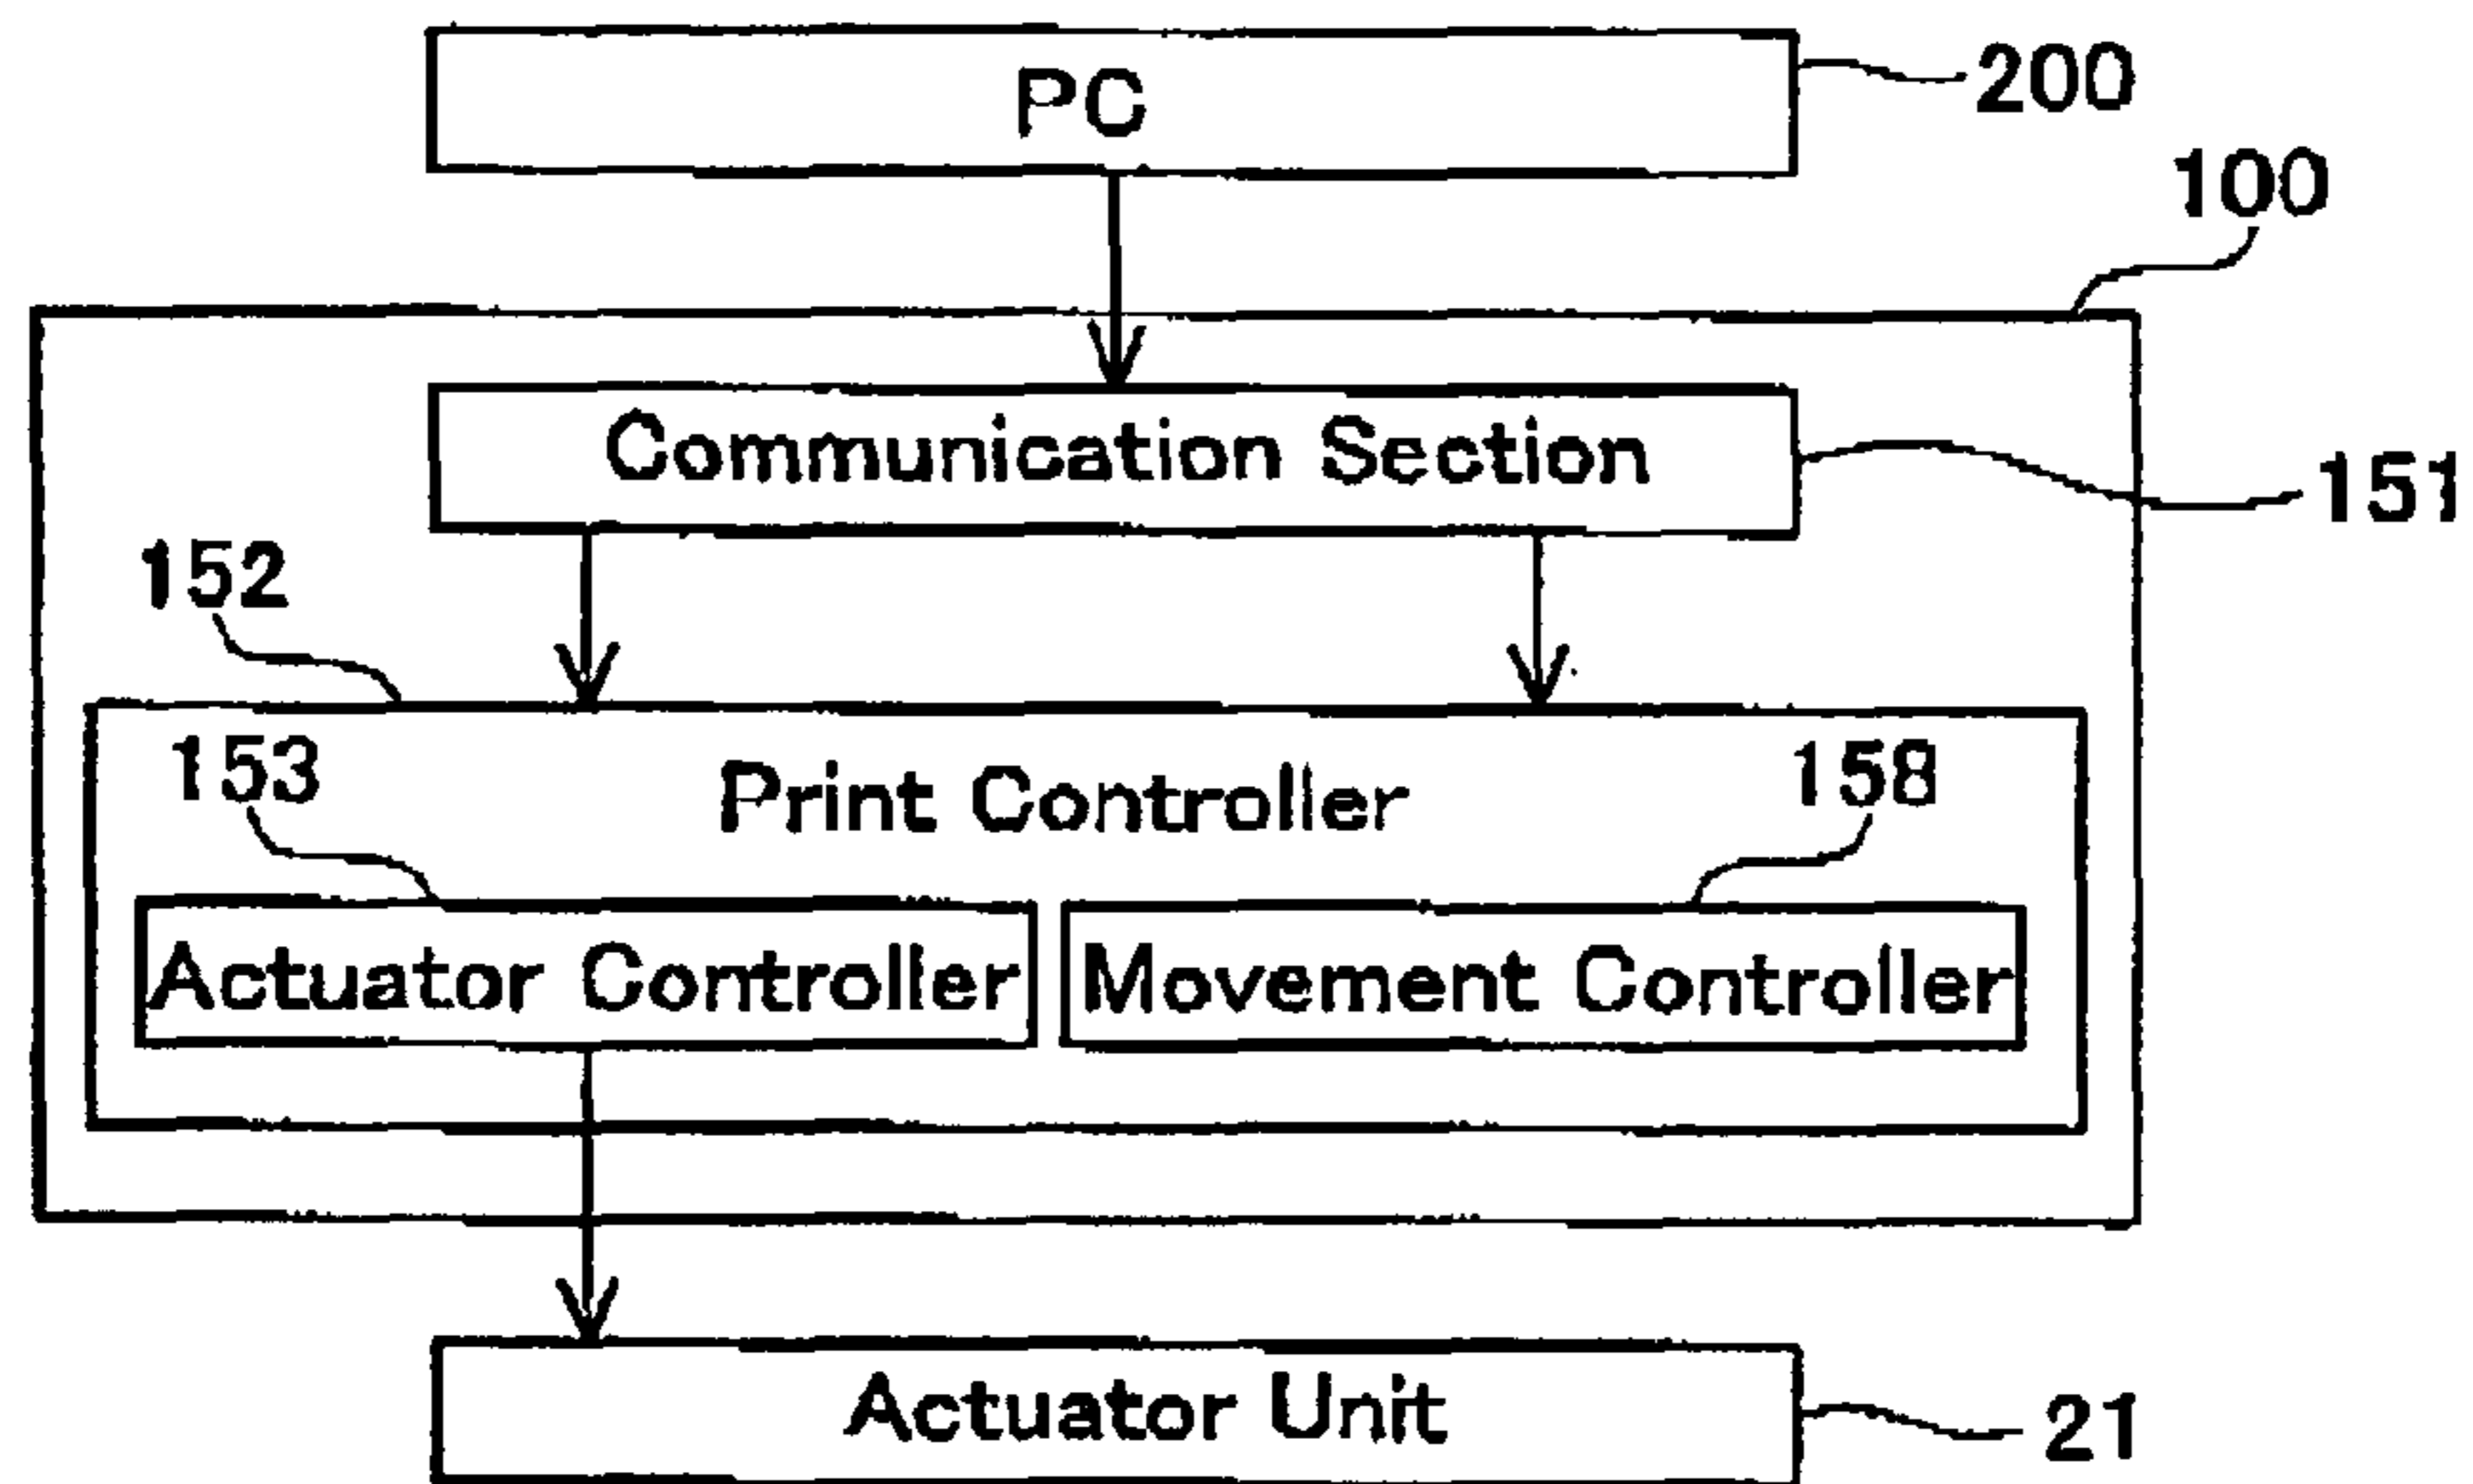 PC
200
100
Communication Section
151
152
153
Print Controller
158
Actuator Controller
Movement Controller
Actuator Unit
21